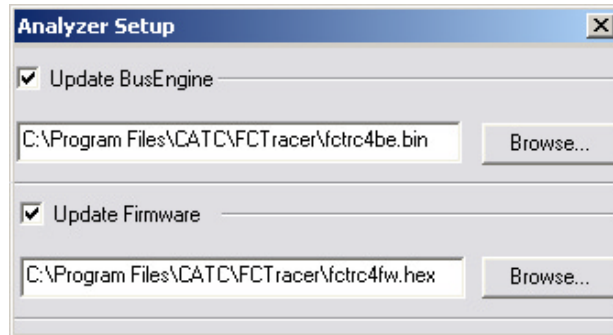 Analyzer Setup
Update BusEngine
C:\Program Files\CATC\FCTracer\fctrc4be.bin
Browse...
Update Firmware
C:\Program Files\CATC\FCTracer\fctrc4fw.hex
Browse...